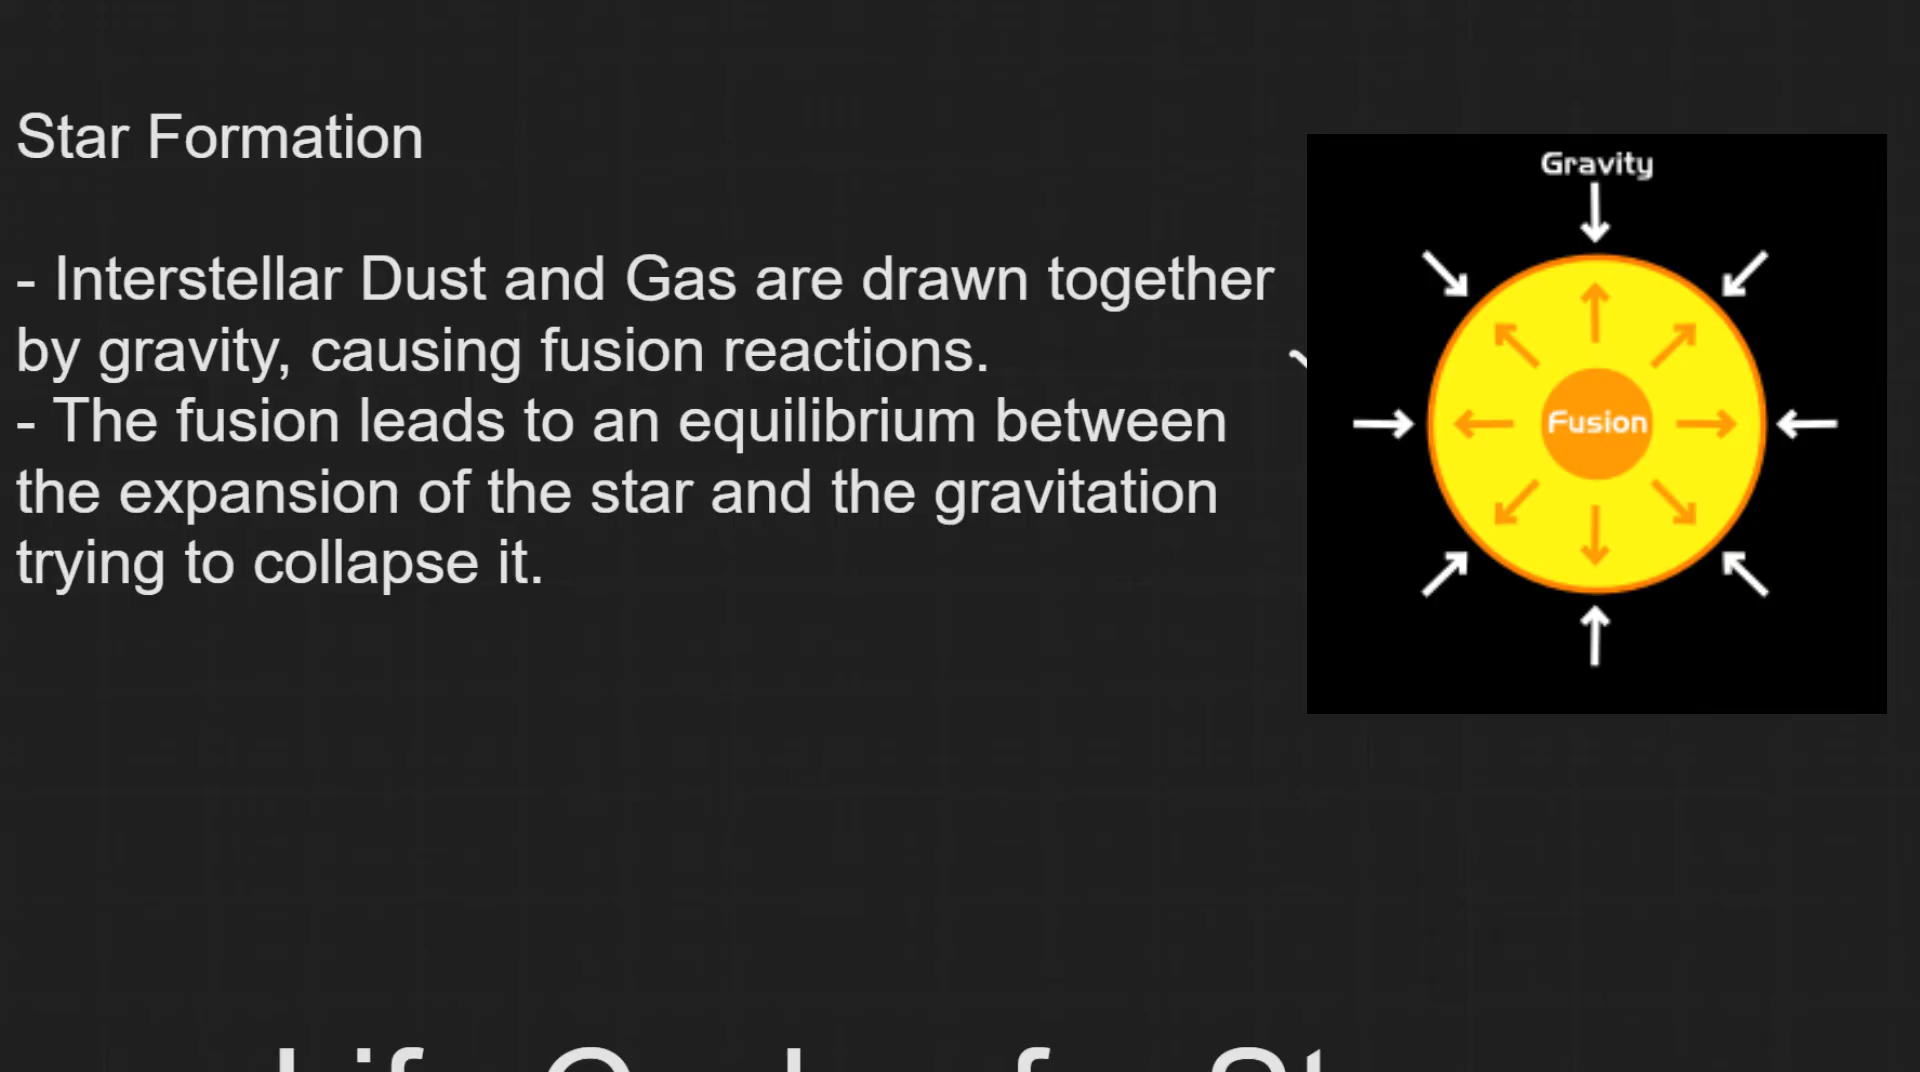 Star Formation
- Interstellar Dust and Gas are drawn together
by gravity, causing fusion reactions.
- The fusion leads to an equilibrium between
the expansion of the star and the gravitation
trying to collapse it.
Gravity
Fusion